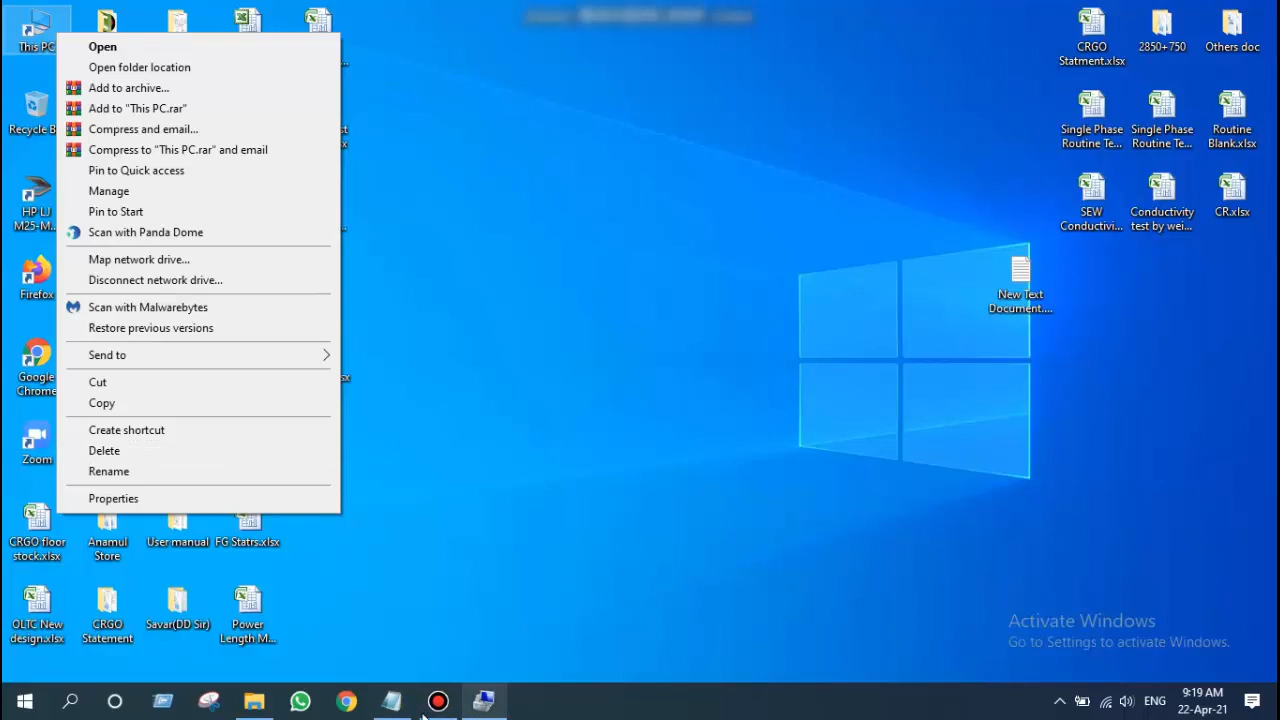 This PC
Open
Open folder location
Add to archive...
Add to "This PC.rar"
Compress and email...
Compress to "This PC.rar" and email
Pin to Quick access
Manage
Pin to Start
Scan with Panda Dome
Map network drive...
Disconnect network drive...
Scan with Malwarebytes
Restore previous versions
Send to
Cut
Copy
Create shortcut
Delete
Rename
Properties
Recycle B
HP LJ
M25-M...
Firefox
Google
Chrome
Zoom
CRGO floor
stock.xlsx
Anamul
Store
User manual
FG Statrs.xlsx
OLTC New
design.xlsx
CRGO
Statement
Savar(DD Sir)
Power
Length M...
CRGO
Statment.xlsx
2850+750
Others doc
Single Phase
Routine Te...
Single Phase
Routine Te...
Routine
Blank.xlsx
SEW
Conductivi...
Conductivity
test by wei...
CR.xlsx
New Text
Document....
Activate Windows
Go to Settings to activate Windows.
ENG
9:19 AM
22-Apr-21